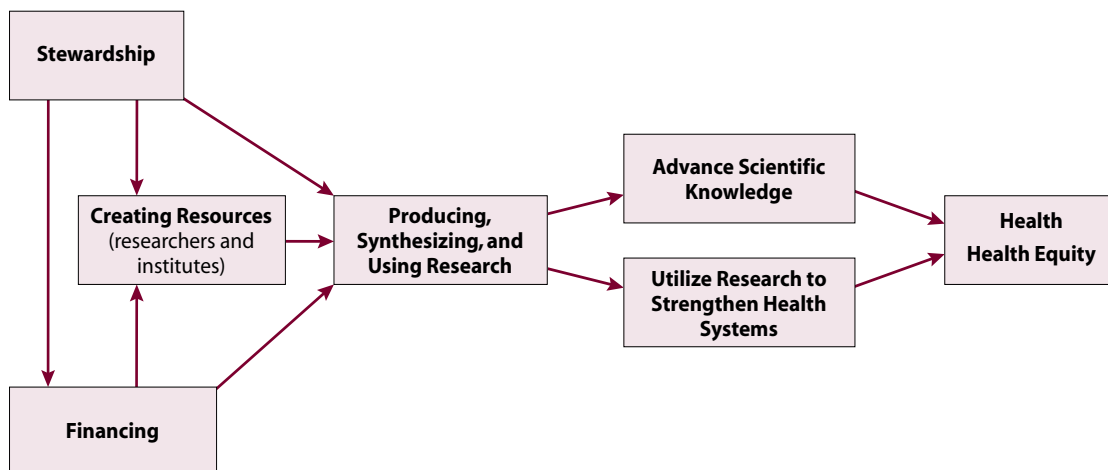 Stewardship
Creating Resources
(researchers and
institutes)
Financing
Producing,
Synthesizing, and
Using Research
Advance Scientific
Knowledge
Utilize Research to
Strengthen Health
Systems
Health
Health Equity